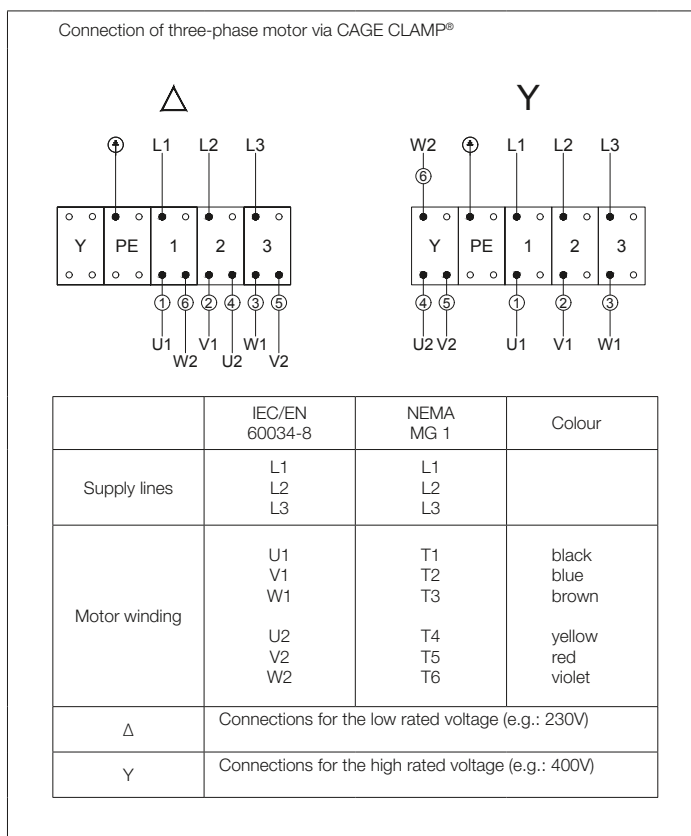 Connection of three-phase motor via CAGE CLAMP®
Δ Y
L1 L2 L3 W2 L1 L2 L3
6
Y PE 1 2 3 Y PE 1 2 3
1 6 2 4 3 5 4 5 1 2 3
U1 V1 W1 U2 V2 U1 V1 W1
W2 U2 V2
IEC/EN NEMA Colour
60034-8 MG 1
Supply lines
L1 L1
L2 L2
L3 L3
Motor winding
U1 T1 black
V1 T2 blue
W1 T3 brown
U2 T4 yellow
V2 T5 red
W2 T6 violet
Δ Connections for the low rated voltage (e.g.: 230V)
Y Connections for the high rated voltage (e.g.: 400V)